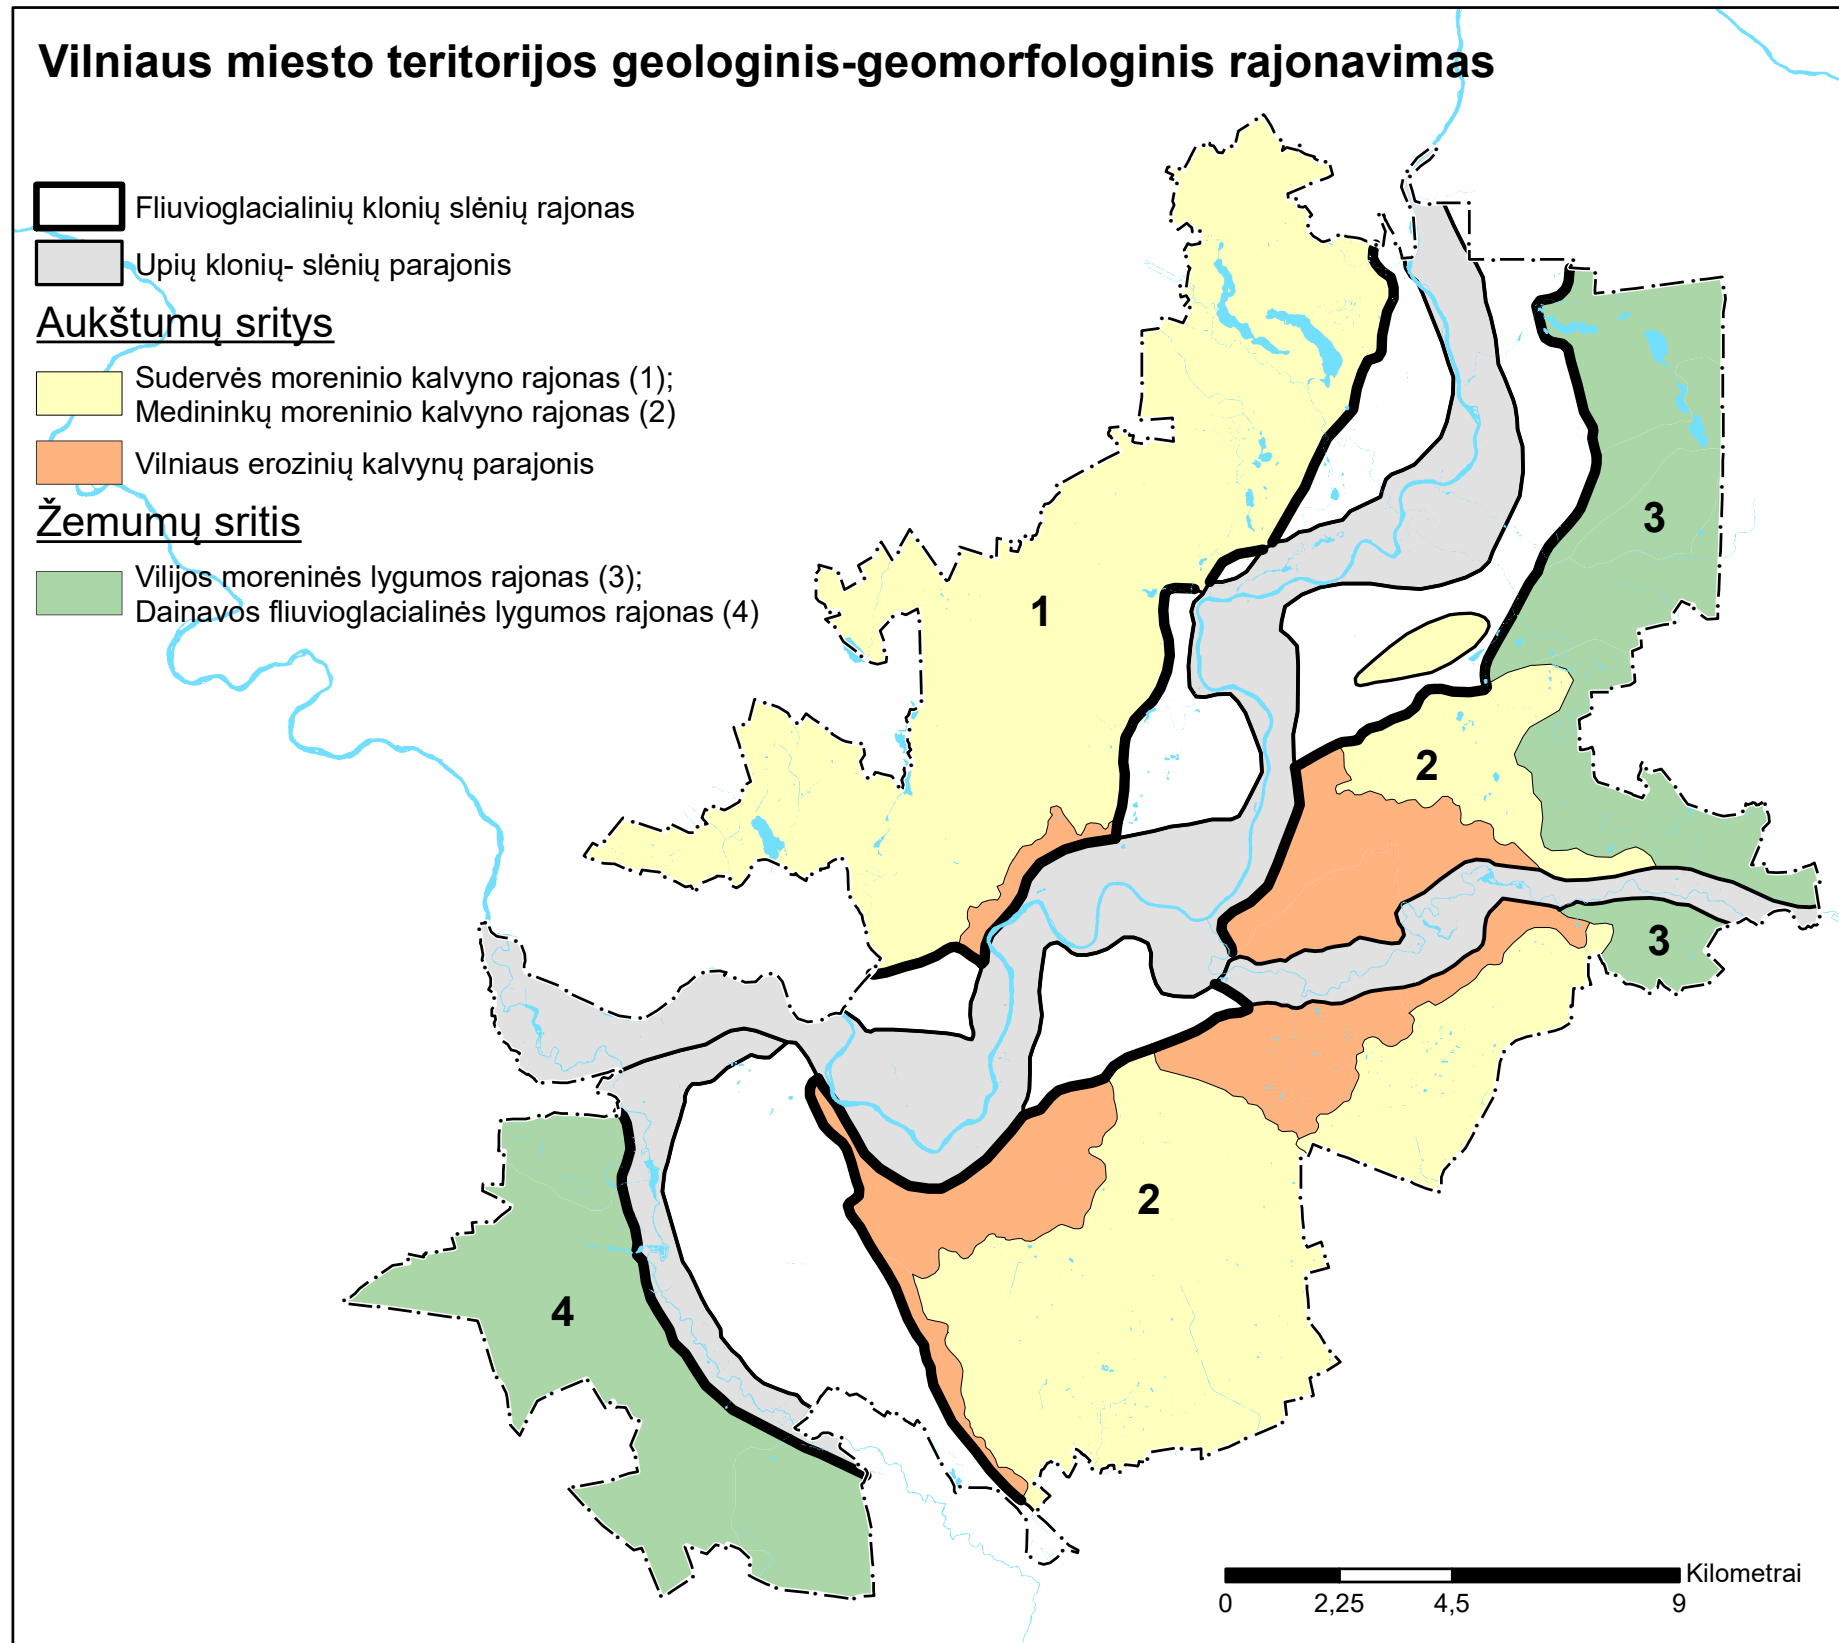 Vilniaus miesto teritorijos geologinis-geomorfologinis rajonavimas
Fliuvioglacialinių klonių slėnių rajonas
Upių klonių- slėnių parajonis
Aukštumų sritys
Sudervės moreninio kalvyno rajonas (1);
Medininkų moreninio kalvyno rajonas (2)
Vilniaus erozinių kalvynų parajonis
Žemumų sritis
Vilijos moreninės lygumos rajonas (3);
Dainavos fliuvioglacialinės lygumos rajonas (4)
3
1
2
3
2
4
Kilometrai
0 2,25 4,5 9